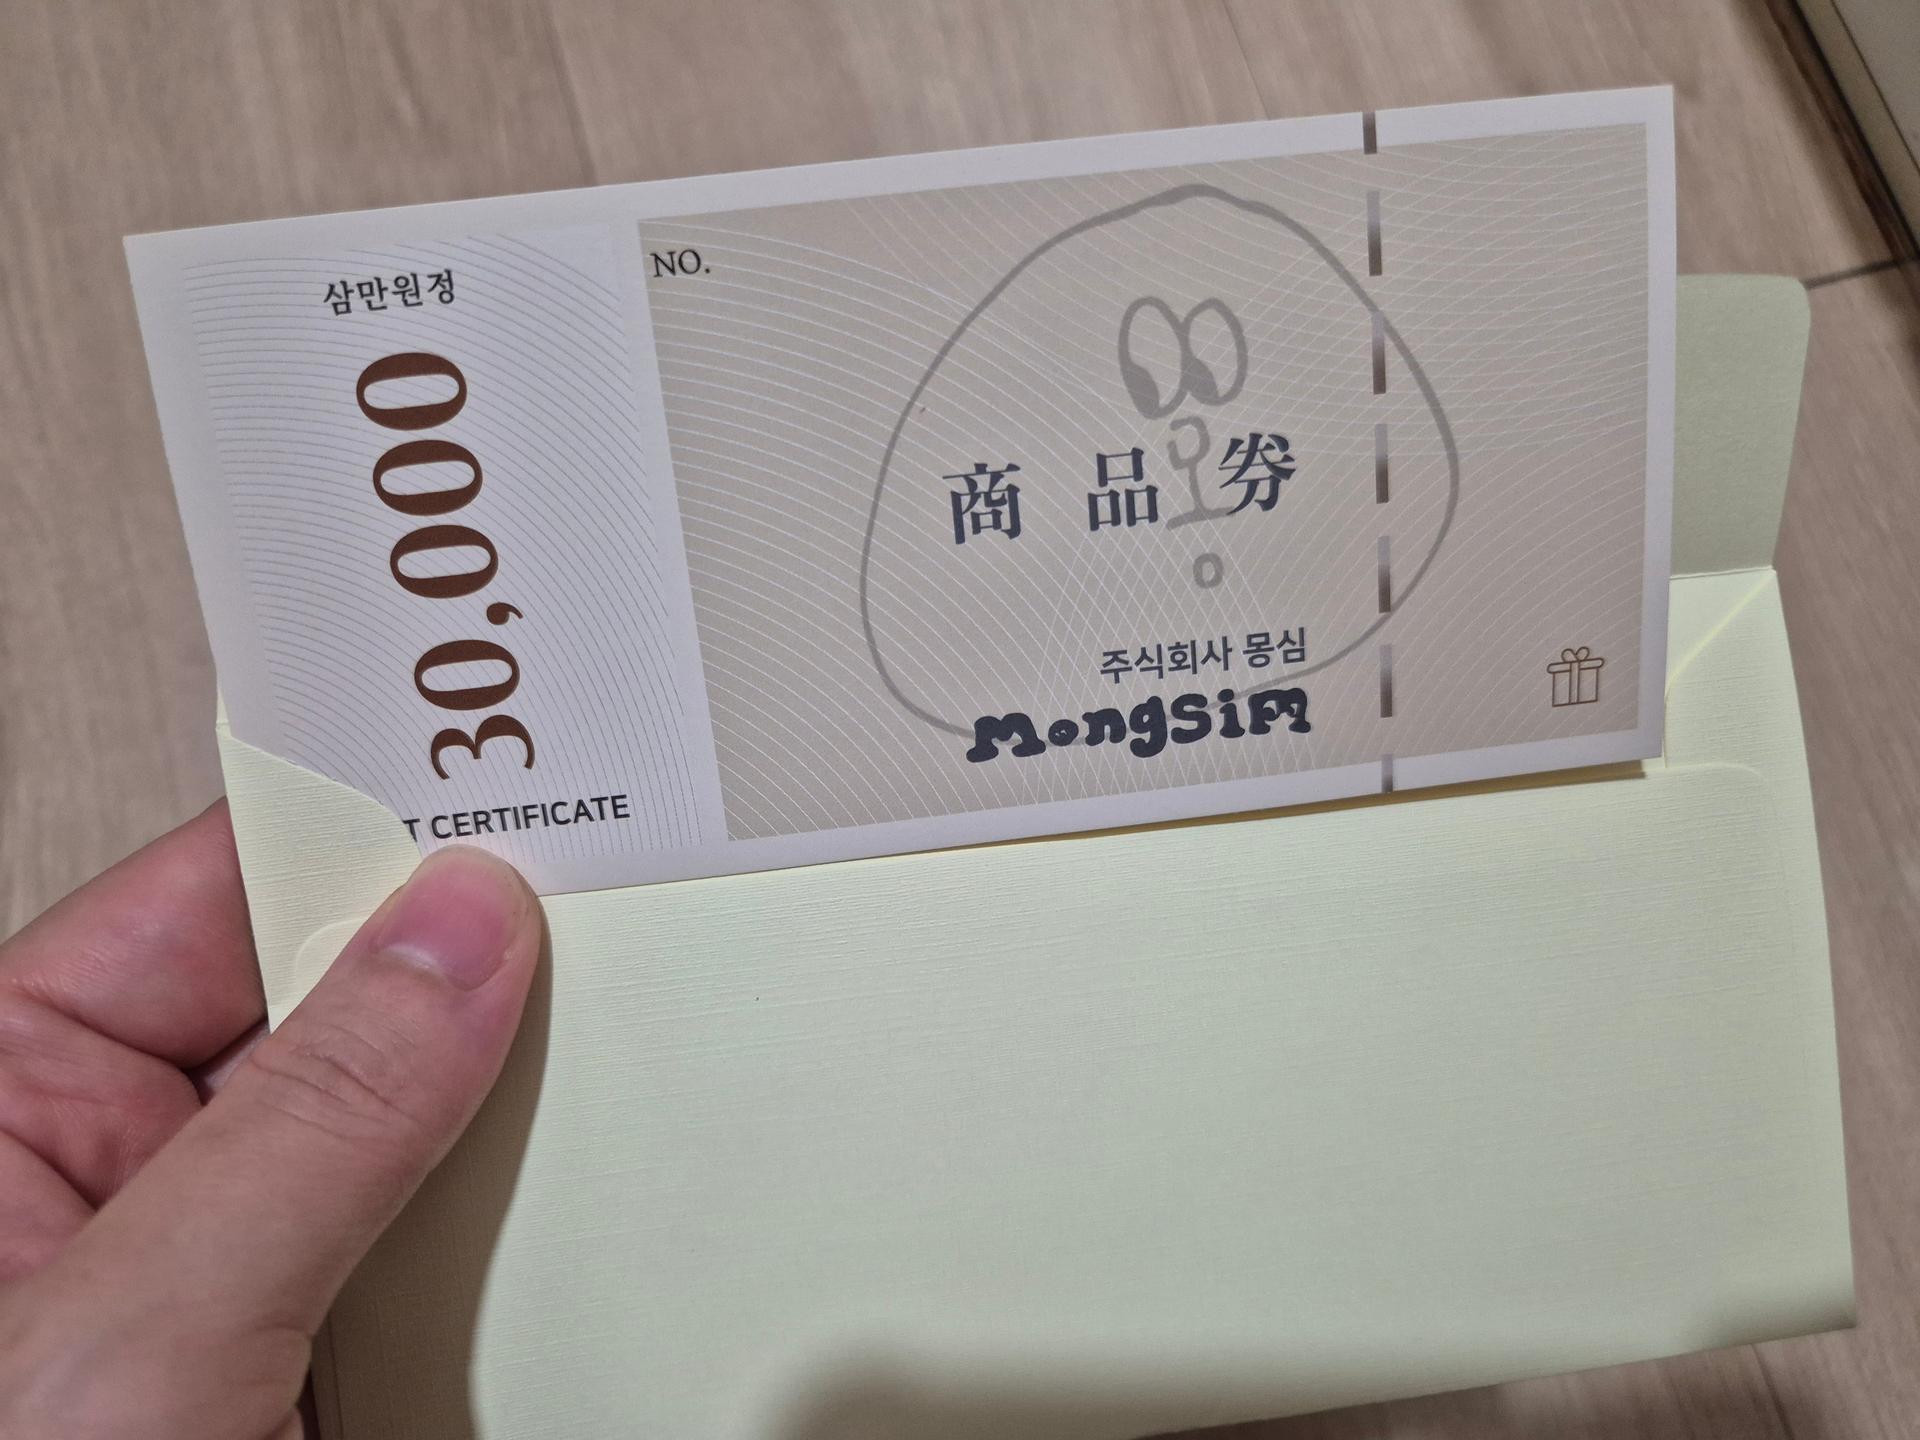 삼만원정
30,000
T CERTIFICATE
NO.
商品券
주식회사 몽심
MongSiM